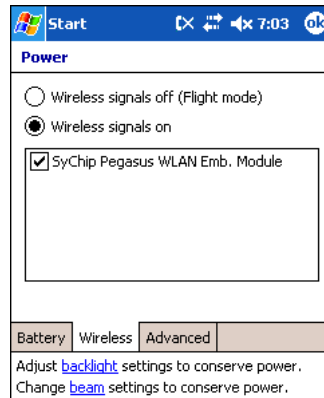 Start 7:03 ok
Power
Wireless signals off (Flight mode)
Wireless signals on
SyChip Pegasus WLAN Emb. Module
Battery Wireless Advanced
Adjust backlight settings to conserve power.
Change beam settings to conserve power.